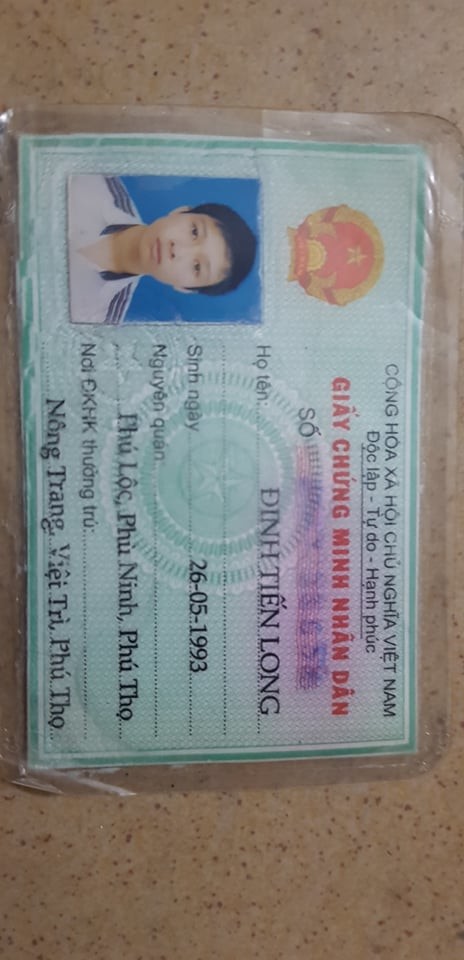 CỘNG HÒA XÃ HỘI CHỦ NGHĨA VIỆT NAM
Độc lập - Tự do - Hạnh phúc
GIẤY CHỨNG MINH NHÂN DÂN
SỐ
Họ tên: ĐINH TIẾN LONG
Sinh ngày 26-05-1993
Nguyên quán Phú Lộc, Phù Ninh, Phú Thọ
Nơi ĐKHK thường trú:
Nông Trang, Việt Trì, Phú Thọ